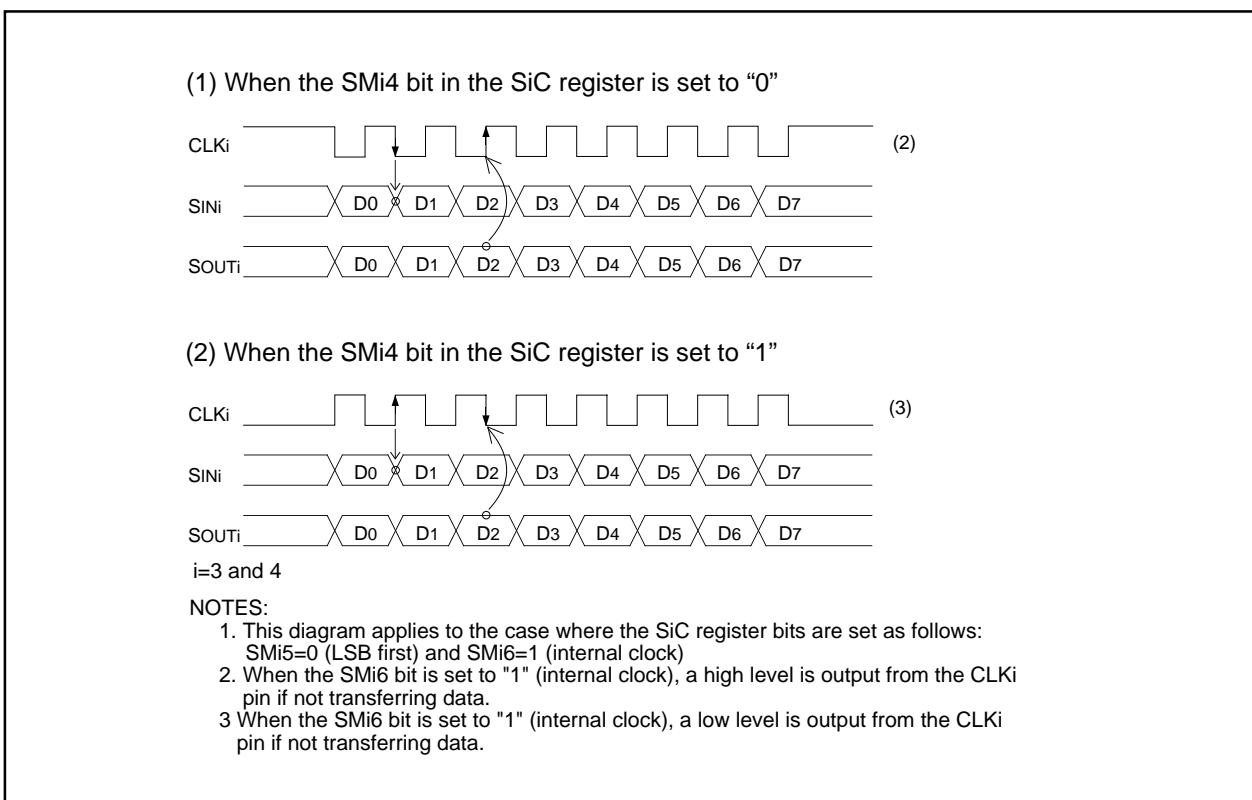 (1) When the SMi4 bit in the SiC register is set to “0”
CLKi
(2)
SINi
D0 D1 D2 D3 D4 D5 D6 D7
SOUTi
D0 D1 D2 D3 D4 D5 D6 D7
(2) When the SMi4 bit in the SiC register is set to “1”
CLKi
(3)
SINi
D0 D1 D2 D3 D4 D5 D6 D7
SOUTi
D0 D1 D2 D3 D4 D5 D6 D7
i=3 and 4
NOTES:
1. This diagram applies to the case where the SiC register bits are set as follows:
SMi5=0 (LSB first) and SMi6=1 (internal clock)
2. When the SMi6 bit is set to "1" (internal clock), a high level is output from the CLKi
pin if not transferring data.
3 When the SMi6 bit is set to "1" (internal clock), a low level is output from the CLKi
pin if not transferring data.